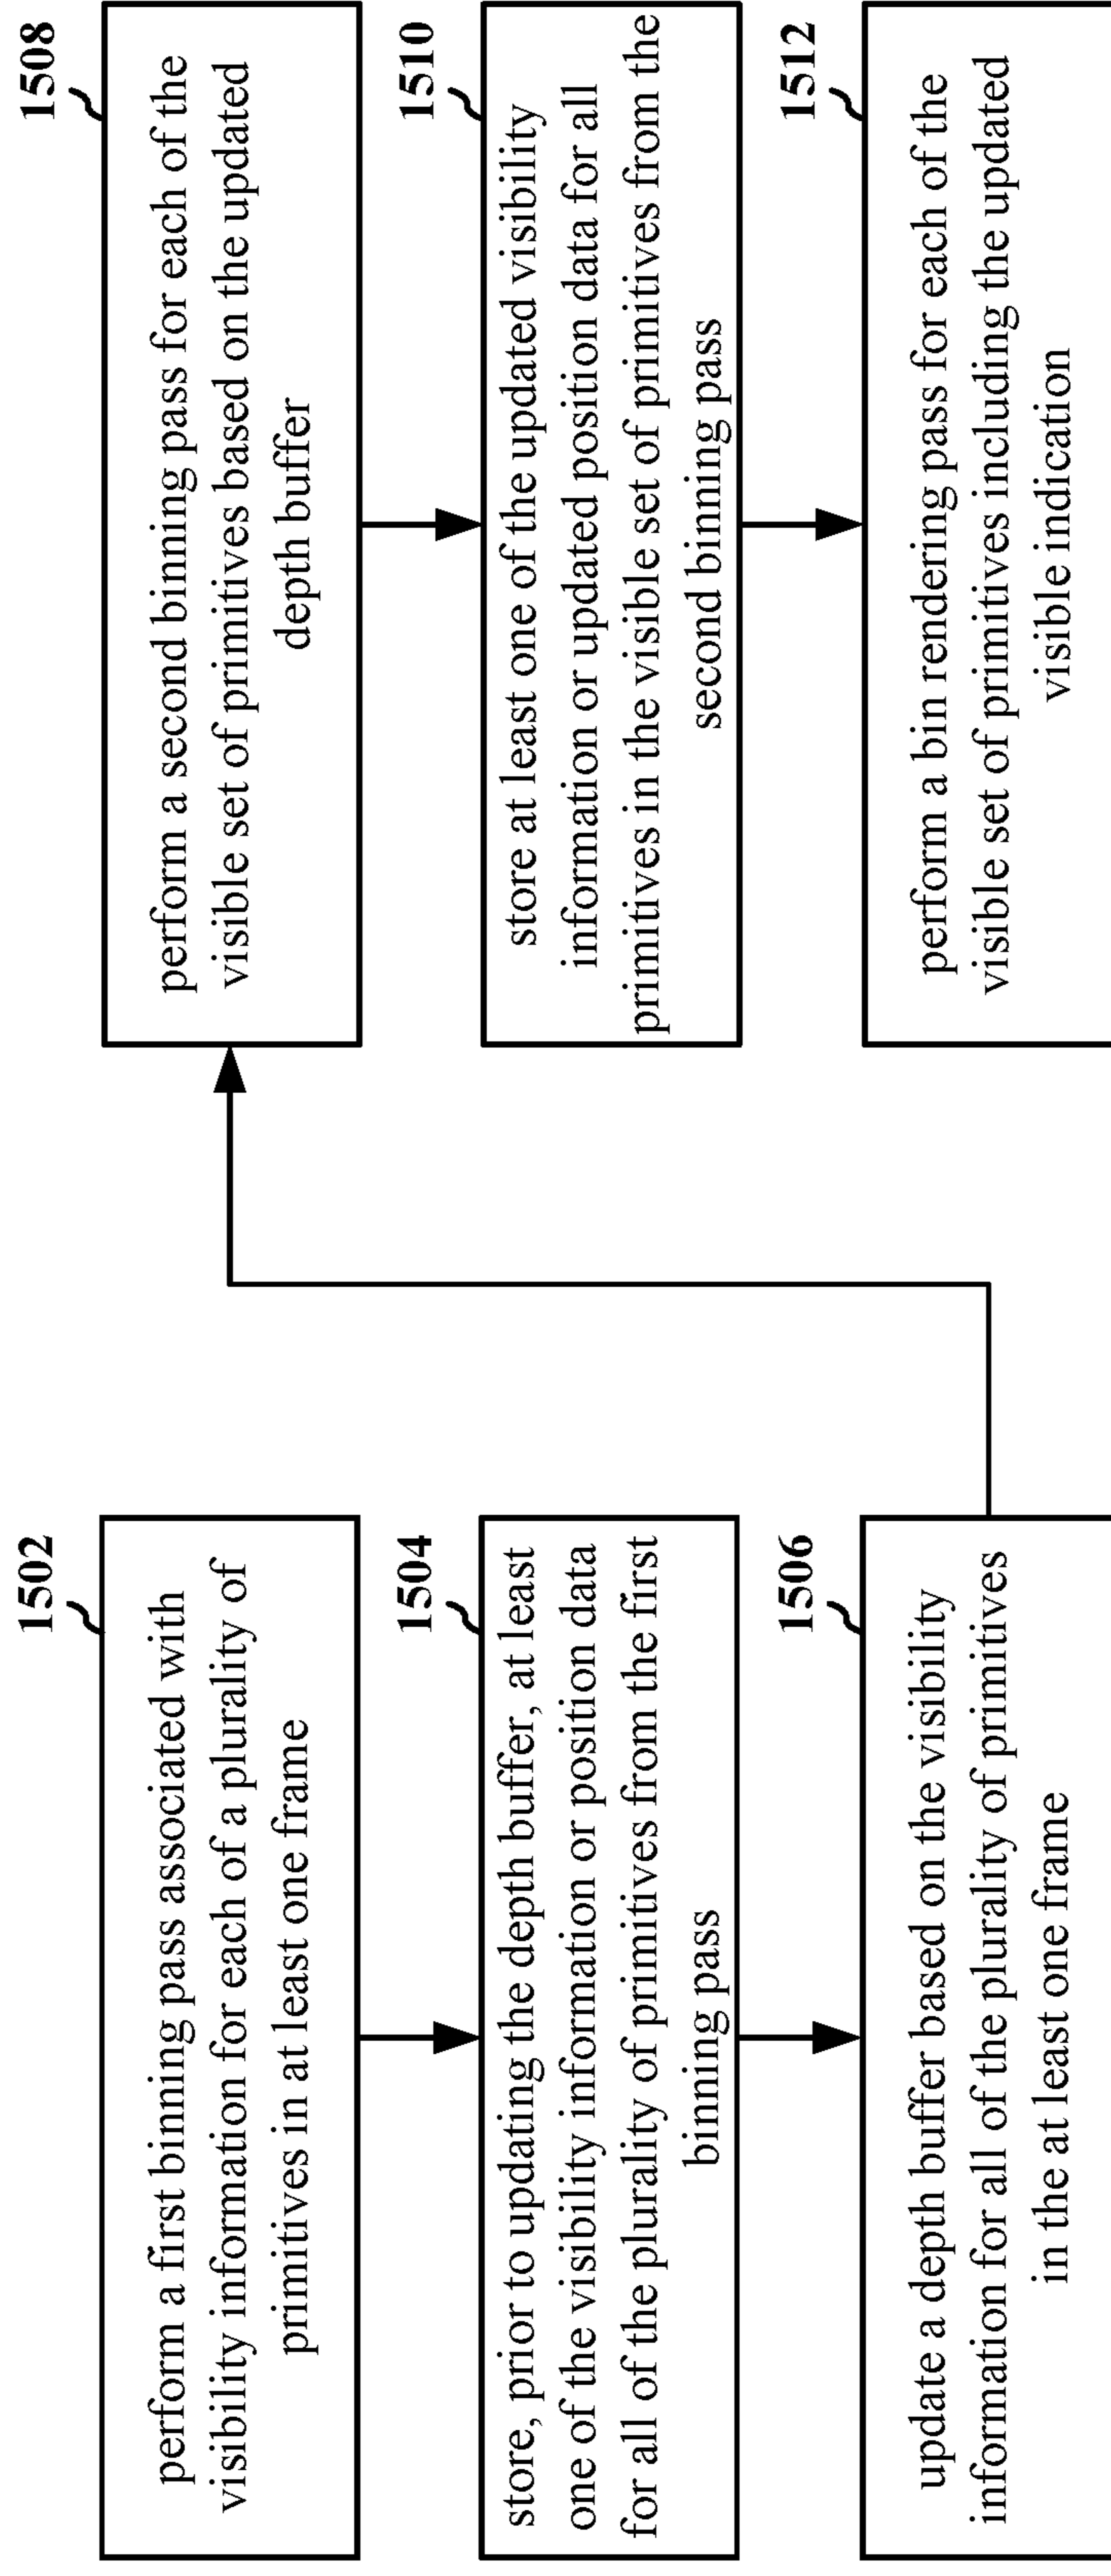 1502
perform a first binning pass associated with
visibility information for each of a plurality of
primitives in at least one frame
1504
store, prior to updating the depth buffer, at least
one of the visibility information or position data
for all of the plurality of primitives from the first
binning pass
1506
update a depth buffer based on the visibility
information for all of the plurality of primitives
in the at least one frame
1508
perform a second binning pass for each of the
visible set of primitives based on the updated
depth buffer
1510
store at least one of the updated visibility
information or updated position data for all
primitives in the visible set of primitives from the
second binning pass
1512
perform a bin rendering pass for each of the
visible set of primitives including the updated
visible indication